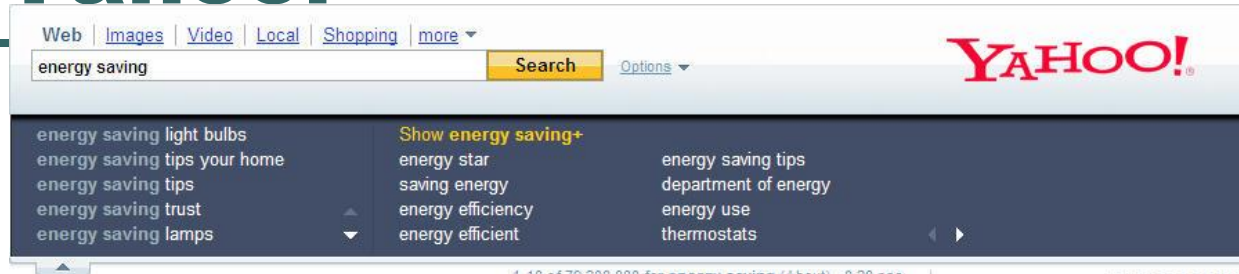 Web | Images | Video | Local | Shopping | more
energy saving Search Options
YAHOO!
energy saving light bulbs
energy saving tips your home
energy saving tips
energy saving trust
energy saving lamps
Show energy saving+
energy star
saving energy
energy efficiency
energy efficient
energy saving tips
department of energy
energy use
thermostats